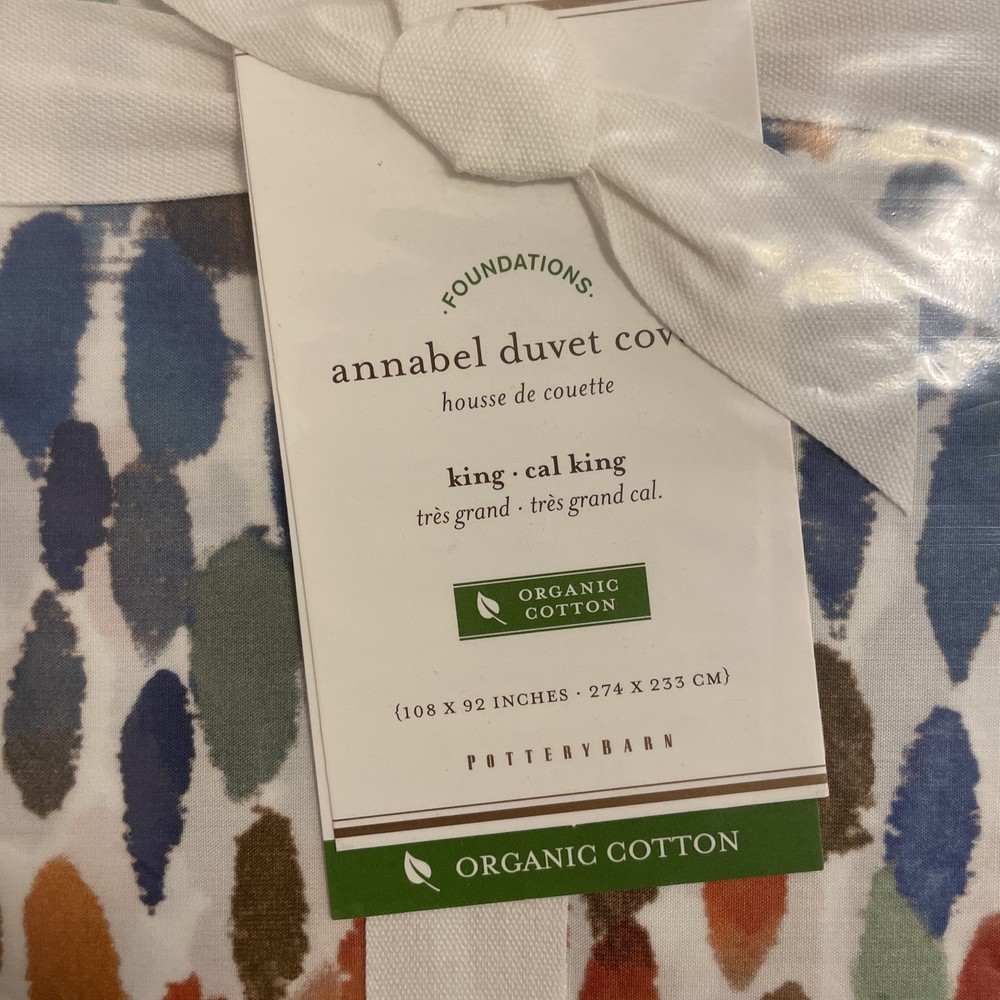 ·FOUNDATIONS·
annabel duvet cov
housse de couette
king · cal king
très grand · très grand cal.
ORGANIC
COTTON
{108 X 92 INCHES · 274 X 233 CM}
POTTERYBARN
ORGANIC COTTON